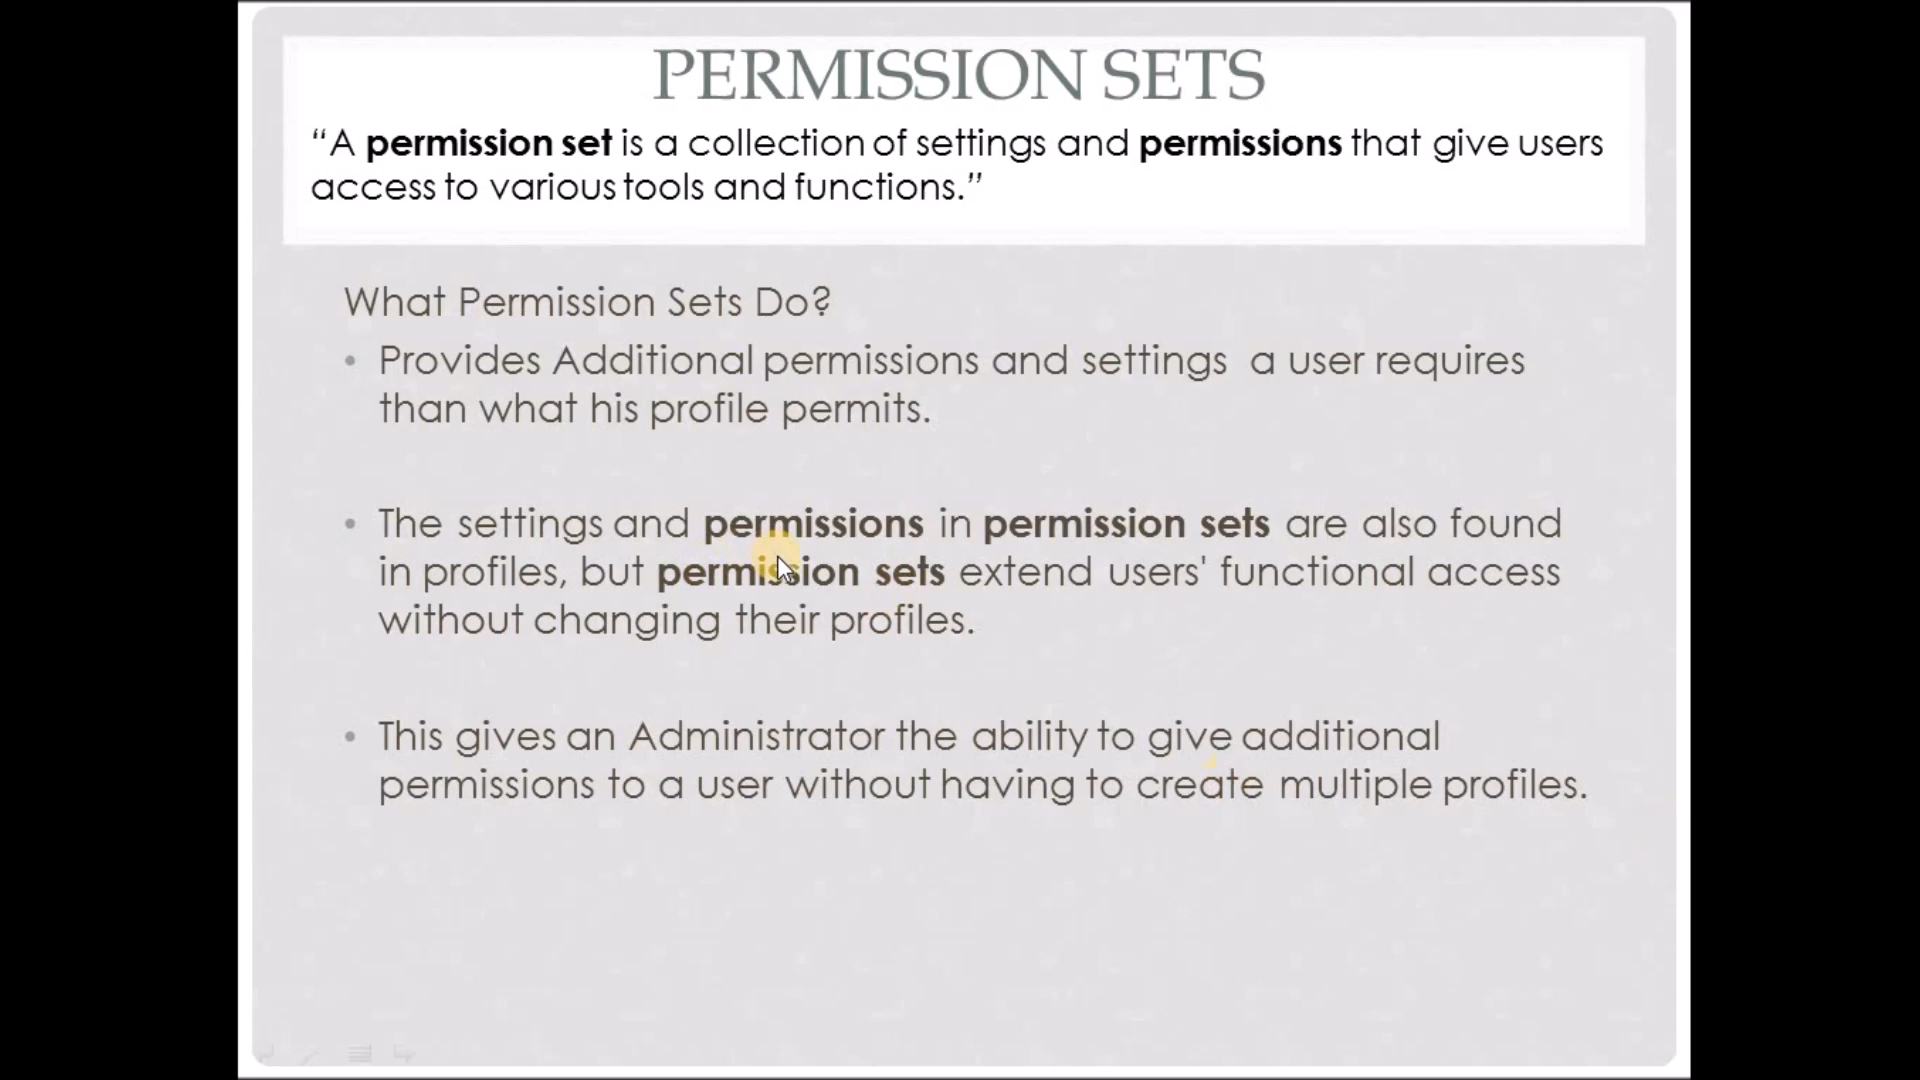 PERMISSION SETS
“A permission set is a collection of settings and permissions that give users
access to various tools and functions.”
What Permission Sets Do?
• Provides Additional permissions and settings a user requires
than what his profile permits.
• The settings and permissions in permission sets are also found
in profiles, but permission sets extend users' functional access
without changing their profiles.
• This gives an Administrator the ability to give additional
permissions to a user without having to create multiple profiles.